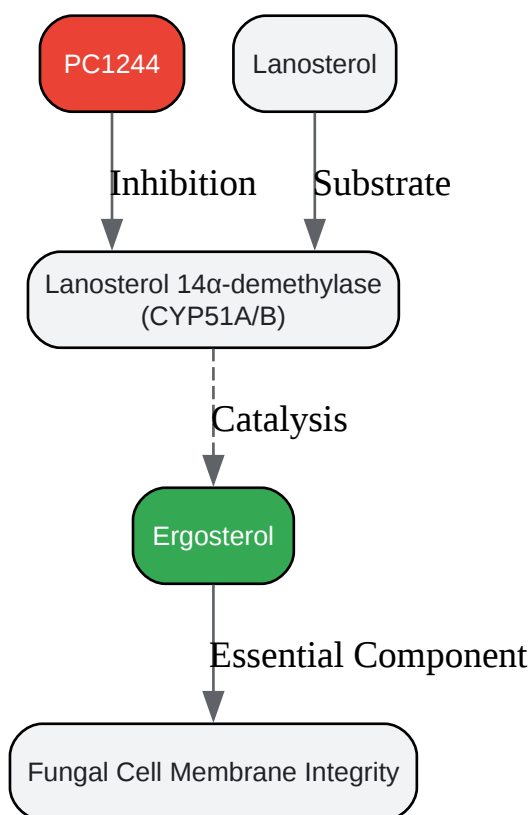 PC1244
Lanosterol
Inhibition
Substrate
Lanosterol 14α-demethylase
(CYP51A/B)
Catalysis
Ergosterol
Essential Component
Fungal Cell Membrane Integrity